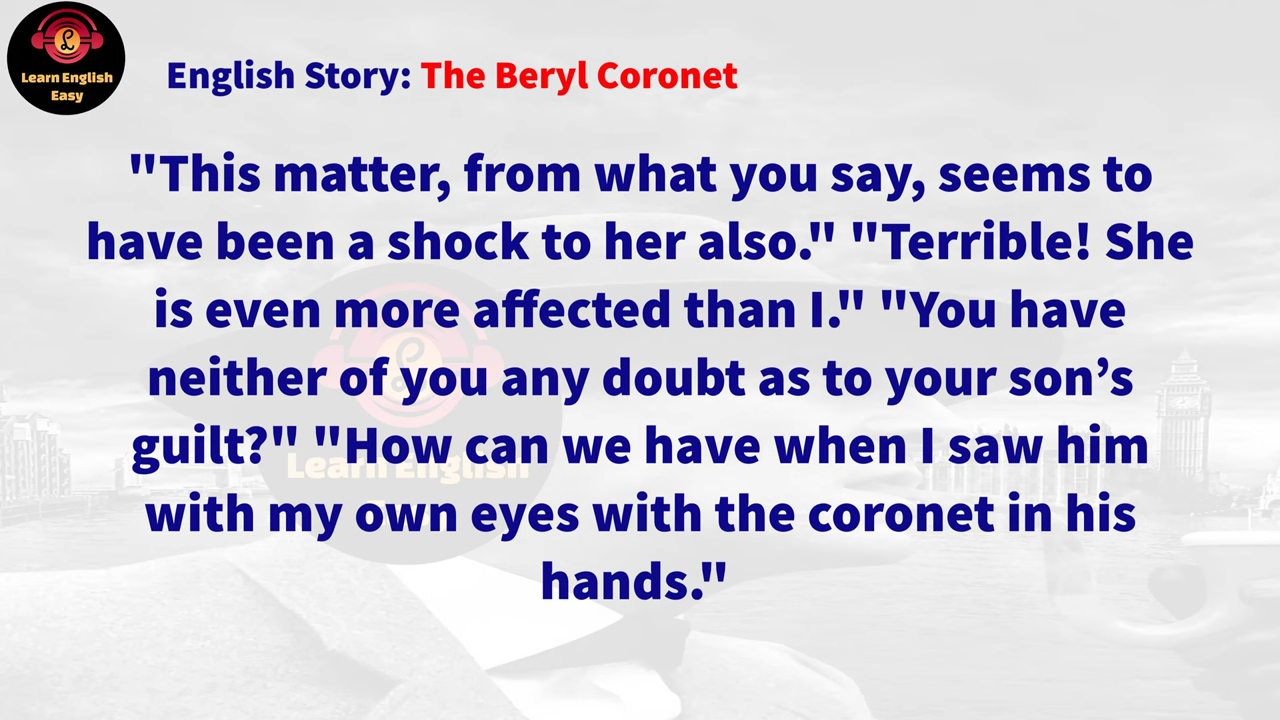 Learn English
Easy
English Story: The Beryl Coronet
"This matter, from what you say, seems to
have been a shock to her also." "Terrible! She
is even more affected than I." "You have
neither of you any doubt as to your son’s
guilt?" "How can we have when I saw him
with my own eyes with the coronet in his
hands."
Learn English